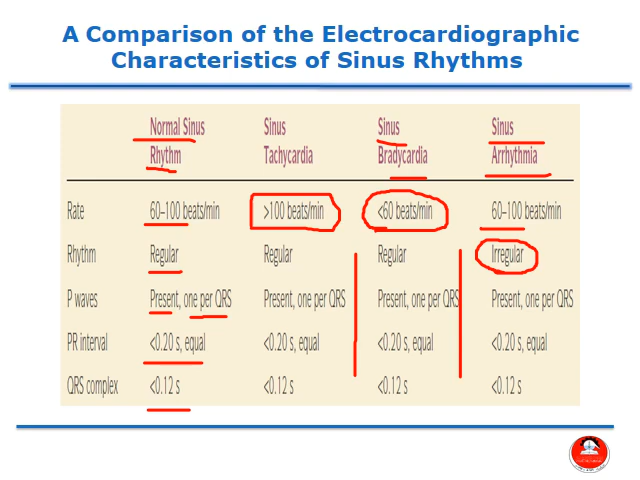 A Comparison of the Electrocardiographic
Characteristics of Sinus Rhythms
Normal Sinus Rhythm Sinus Tachycardia Sinus Bradycardia Sinus Arrhythmia
Rate 60–100 beats/min >100 beats/min <60 beats/min 60–100 beats/min
Rhythm Regular Regular Regular Irregular
P waves Present, one per QRS Present, one per QRS Present, one per QRS Present, one per QRS
PR interval <0.20 s, equal <0.20 s, equal <0.20 s, equal <0.20 s, equal
QRS complex <0.12 s <0.12 s <0.12 s <0.12 s